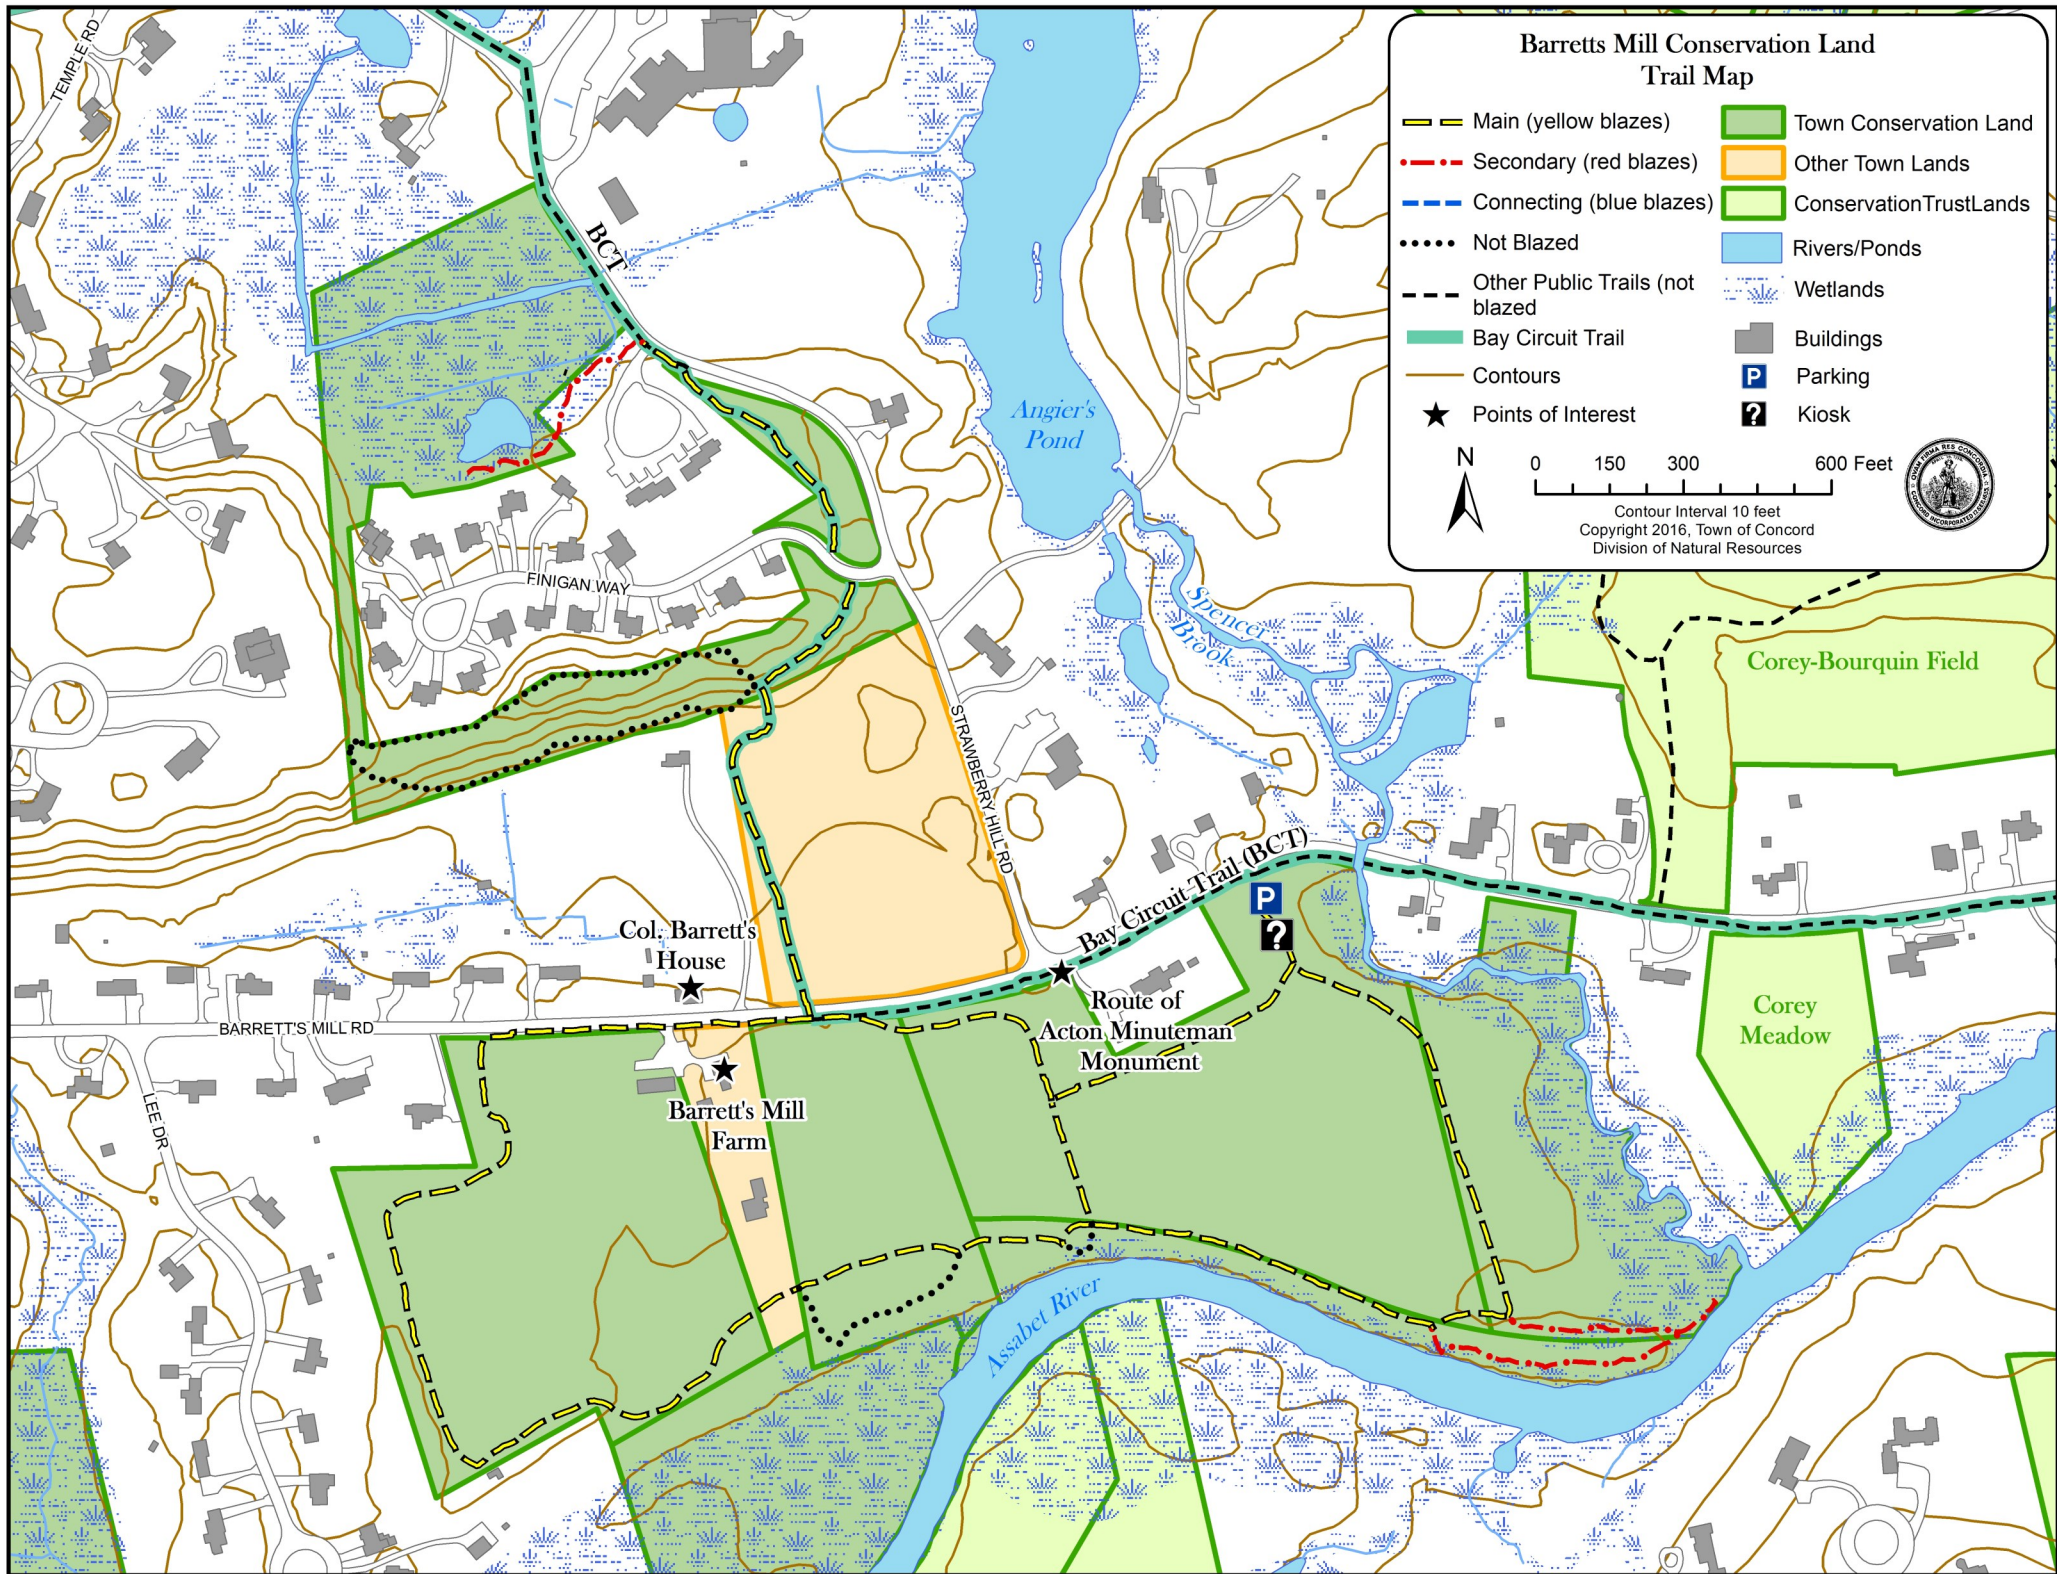 Barretts Mill Conservation Land
Trail Map
Main (yellow blazes)
Secondary (red blazes)
Connecting (blue blazes)
Not Blazed
Other Public Trails (not
blazed
Bay Circuit Trail
Contours
Points of Interest
Town Conservation Land
Other Town Lands
ConservationTrustLands
Rivers/Ponds
Wetlands
Buildings
P
Parking
?
Kiosk
N
0 150 300 600 Feet
Contour Interval 10 feet
Copyright 2016, Town of Concord
Division of Natural Resources
TEMPLE RD
BCT
Angier's
Pond
FINIGAN WAY
Spencer
Brook
Corey-Bourquin Field
STRAWBERRY HILL RD
Bay Circuit Trail (BCT)
P
?
Col. Barrett's
House
Route of
Acton Minuteman
Monument
Corey
Meadow
BARRETT'S MILL RD
LEE DR
Barrett's Mill
Farm
Assabet River